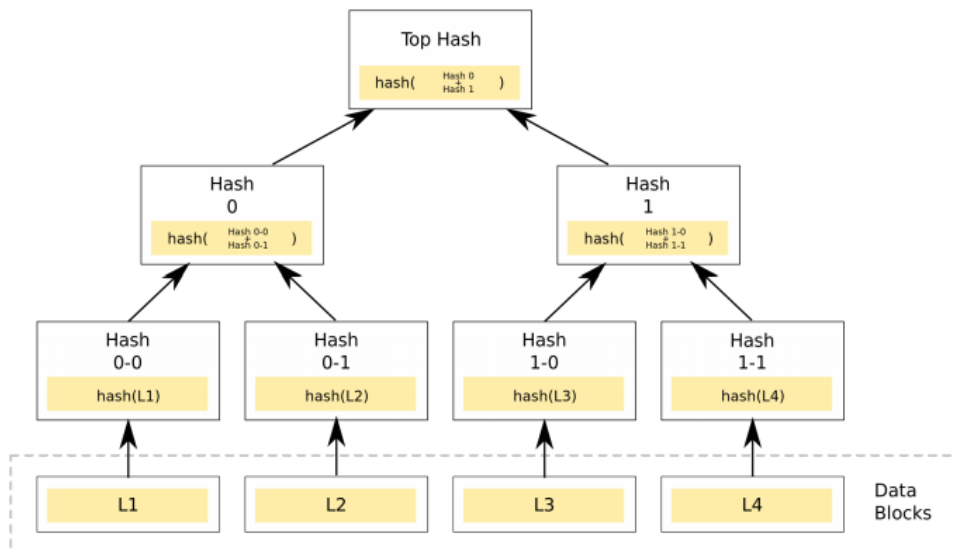 Top Hash
hash( Hash 0 + Hash 1 )
Hash
0
hash( Hash 0-0 + Hash 0-1 )
Hash
1
hash( Hash 1-0 + Hash 1-1 )
Hash
0-0
hash(L1)
Hash
0-1
hash(L2)
Hash
1-0
hash(L3)
Hash
1-1
hash(L4)
L1
L2
L3
L4
Data
Blocks